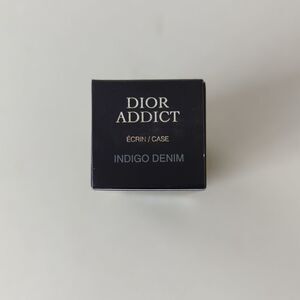 DIOR
ADDICT
ÉCRIN / CASE
INDIGO DENIM